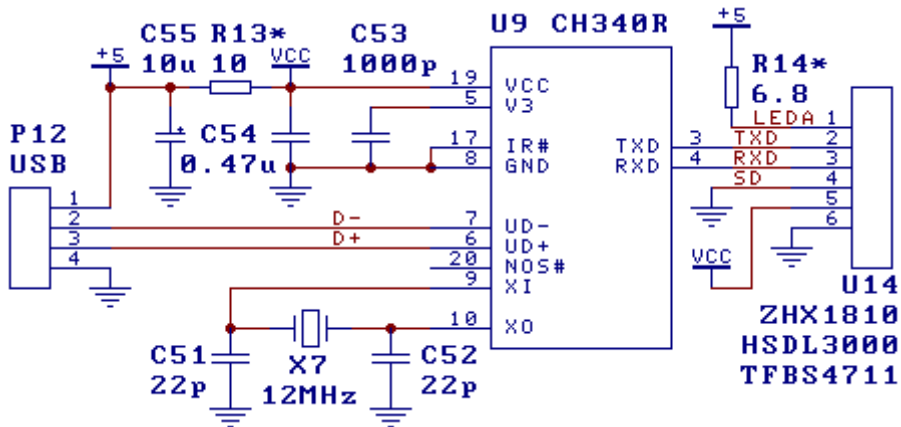 U9 CH340R
+5
C55 R13* C53
+5
10u 10
VCC
1000p
R14*
6.8
19 VCC
5 V3
P12
USB
C54
0.47u
17 IR#
8 GND
TXD 3
RXD 4
LEDA 1
TXD 2
RXD 3
SD 4
5
6
1
2 D- 7 UD-
3 D+ 6 UD+
4
20 NOS#
9 XI
VCC
10 XO
U14
ZHX1810
HSDL3000
TFBS4711
C51
22p
X7
12MHz
C52
22p